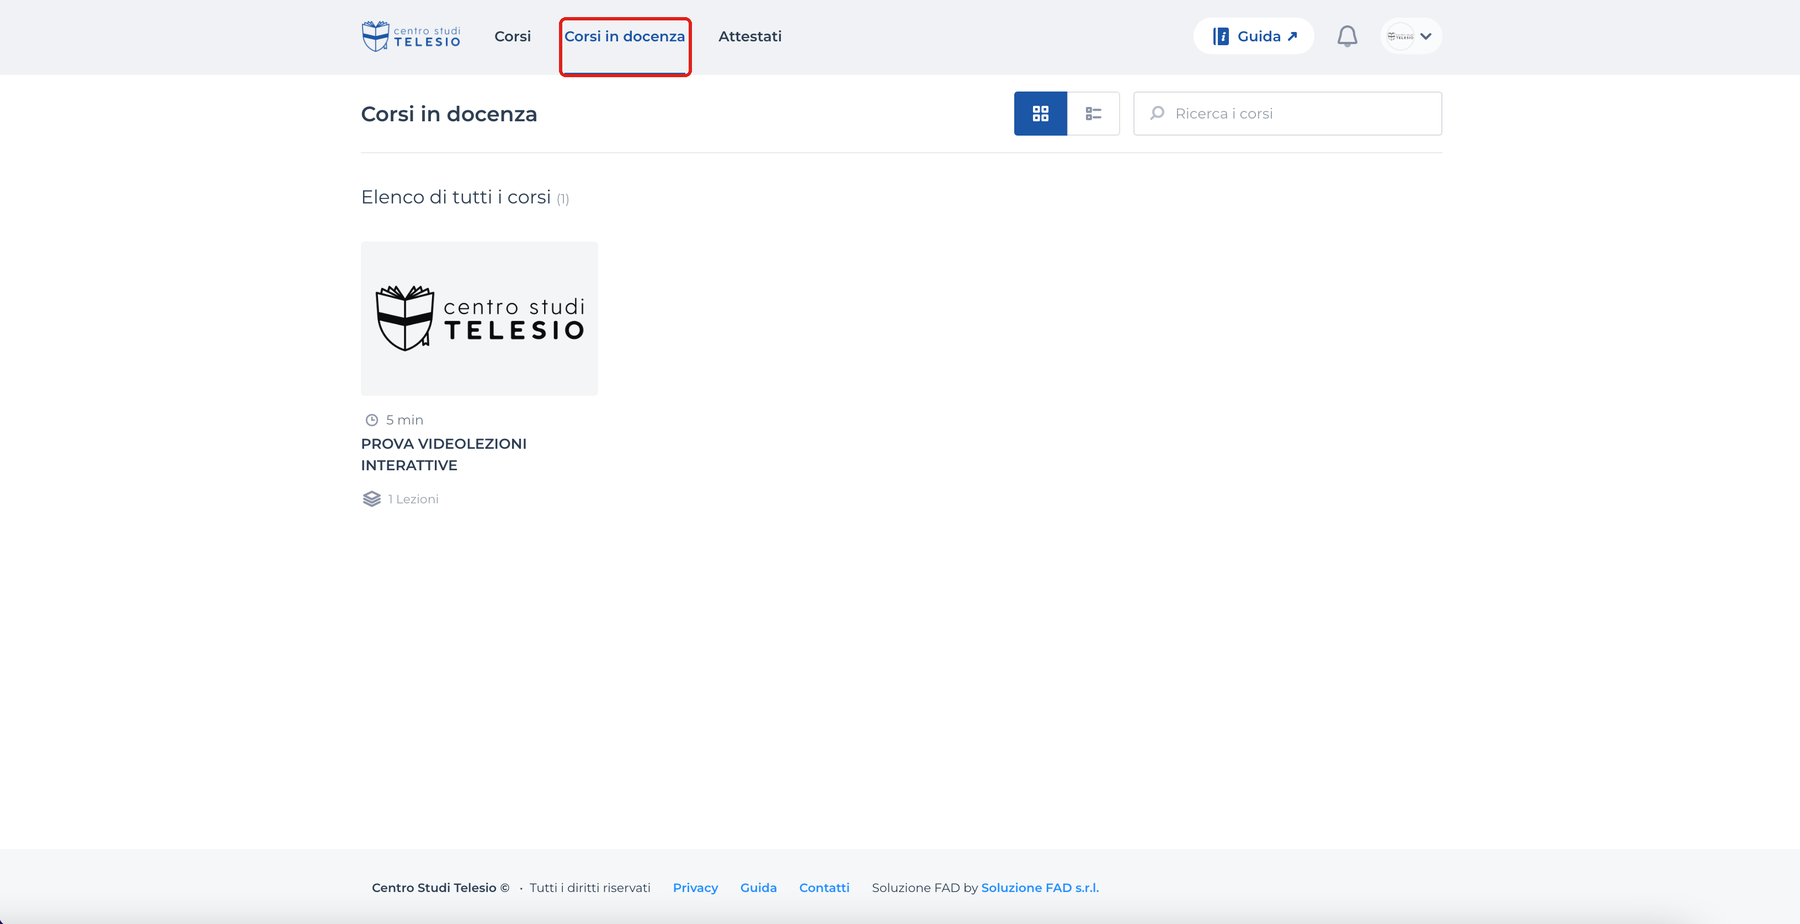 centro studi
TELESIO
Corsi
Corsi in docenza
Attestati
Guida
Corsi in docenza
Ricerca i corsi
Elenco di tutti i corsi (1)
centro studi
TELESIO
5 min
PROVA VIDEOLEZIONI
INTERATTIVE
1 Lezioni
Centro Studi Telesio © · Tutti i diritti riservati Privacy Guida Contatti Soluzione FAD by Soluzione FAD s.r.l.